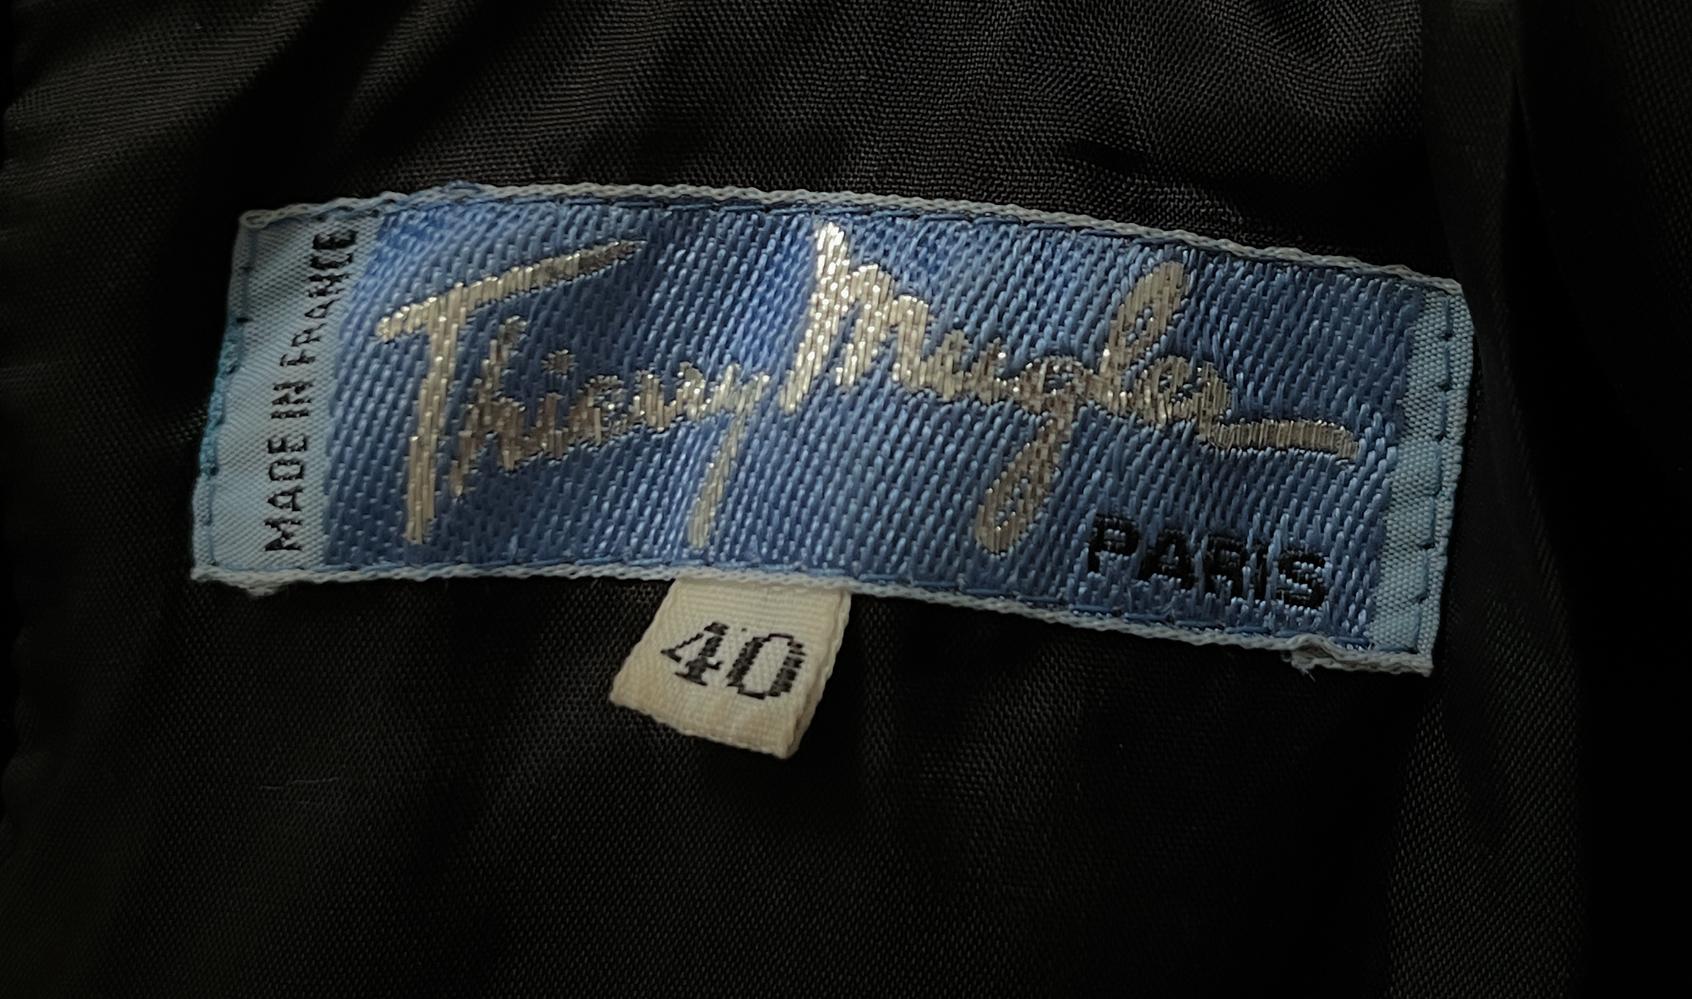 MADE IN FRANCE
Thierry Mugler
PARIS
40